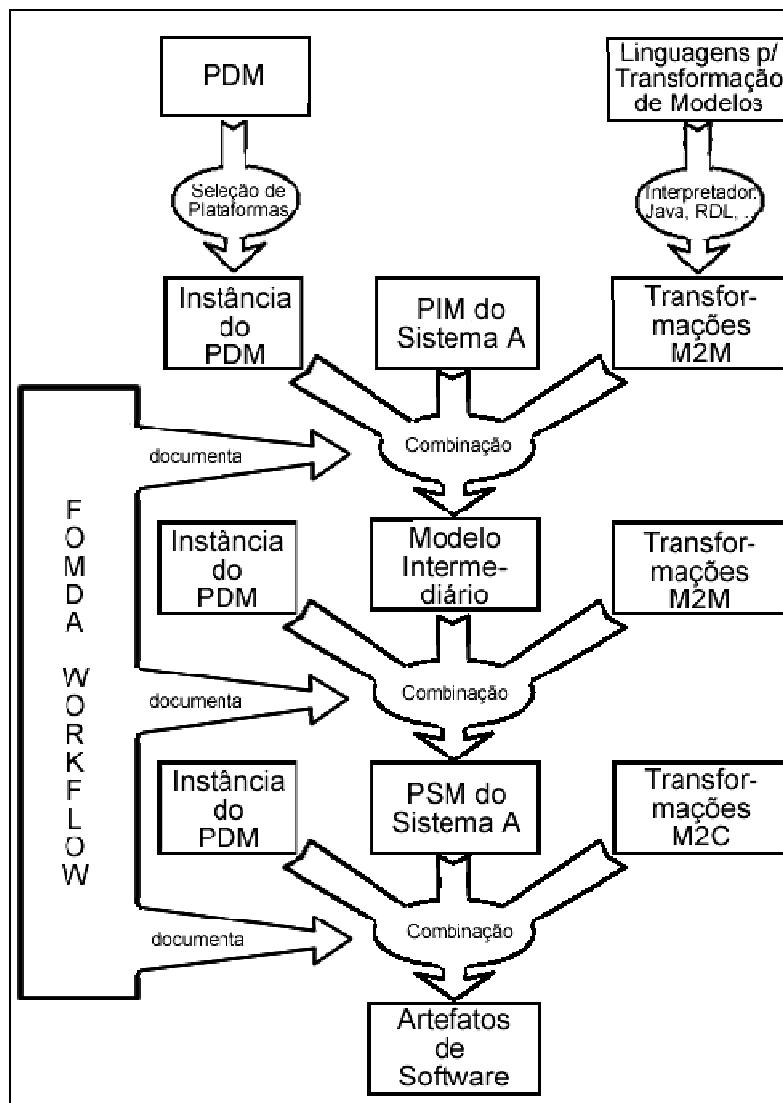 PDM
Linguagens p/
Transformação
de Modelos
Seleção de
Plataformas
Interpretador:
Java, RDL, ...
Instância
do
PDM
PIM do
Sistema A
Transfor-
mações
M2M
Combinação
documenta
FOMDA WORKFLOW
Instância
do
PDM
Modelo
Interme-
diário
Transfor-
mações
M2M
Combinação
documenta
Instância
do
PDM
PSM do
Sistema A
Transfor-
mações
M2C
Combinação
documenta
Artefatos
de
Software